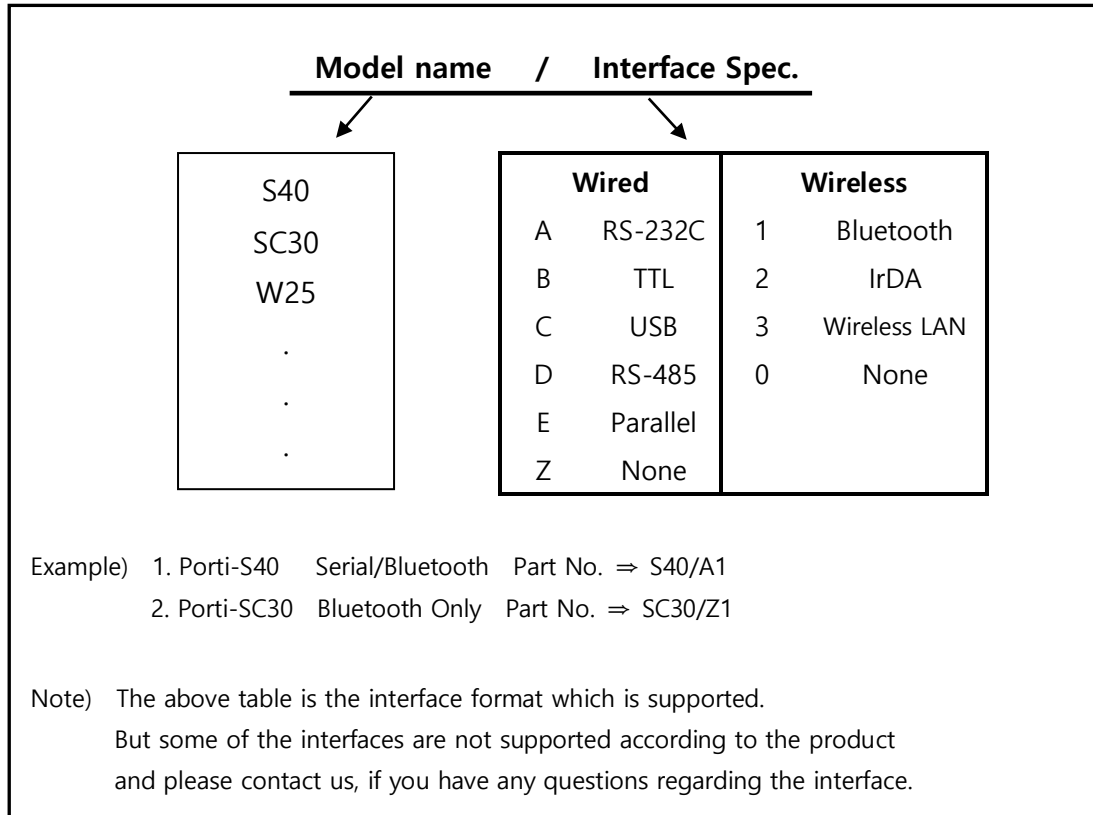 Model name / Interface Spec.
S40
SC30
W25
.
.
.
Wired Wireless
A RS-232C 1 Bluetooth
B TTL 2 IrDA
C USB 3 Wireless LAN
D RS-485 0 None
E Parallel
Z None
Example) 1. Porti-S40 Serial/Bluetooth Part No. ⇒ S40/A1
2. Porti-SC30 Bluetooth Only Part No. ⇒ SC30/Z1
Note) The above table is the interface format which is supported.
But some of the interfaces are not supported according to the product
and please contact us, if you have any questions regarding the interface.